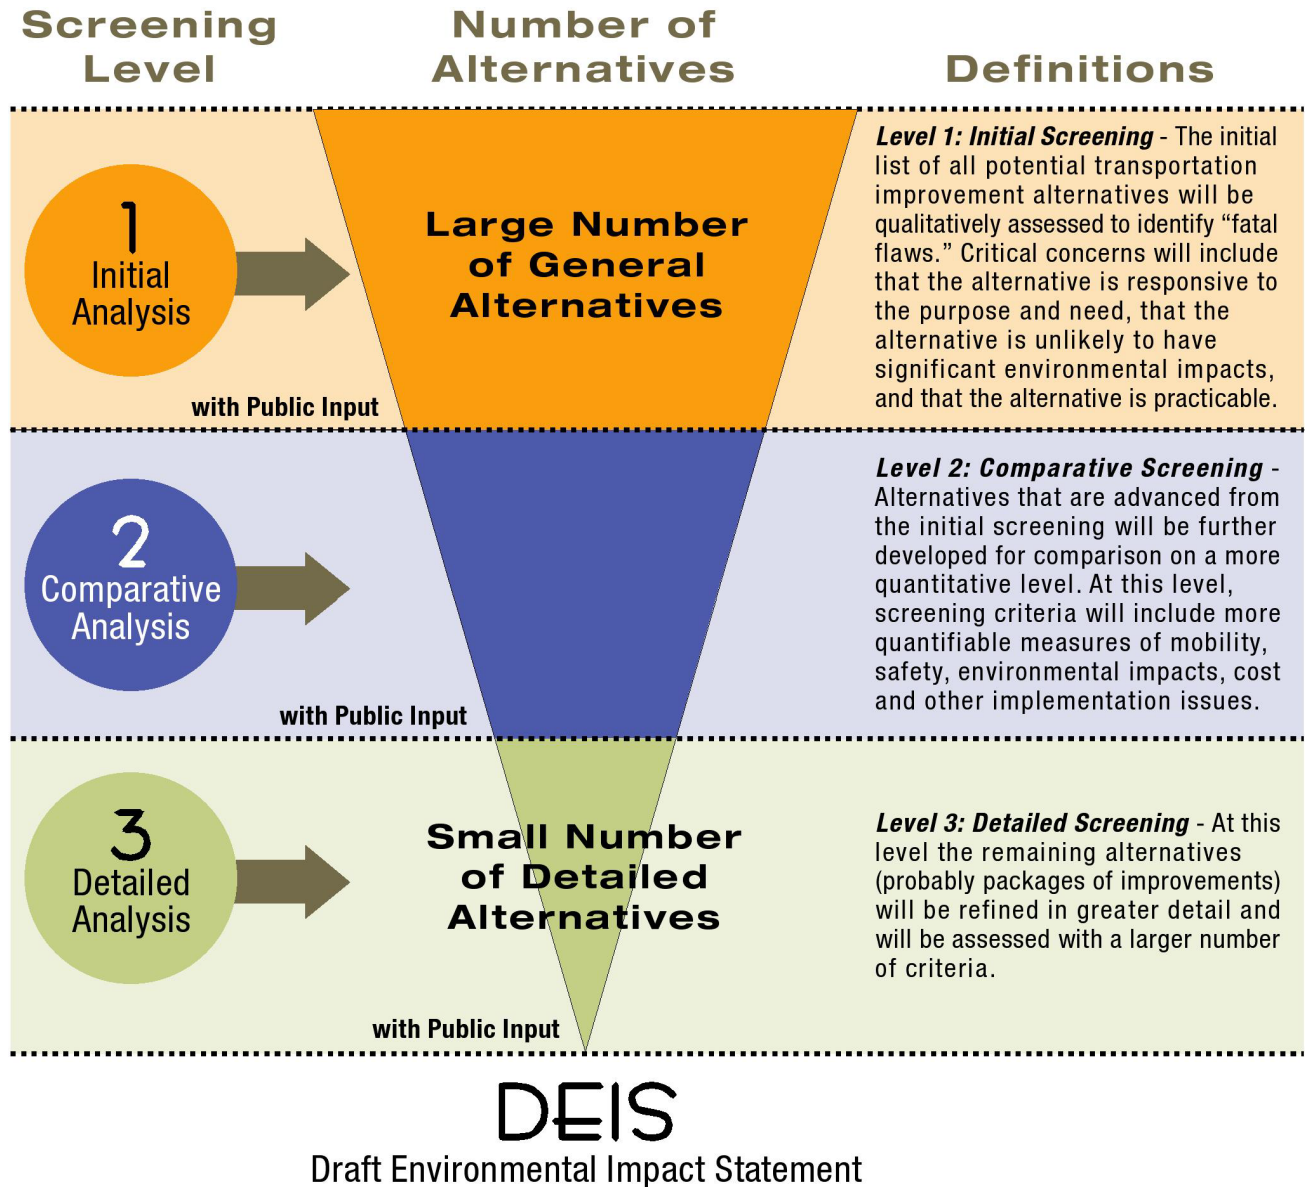 Screening
Level
Number of
Alternatives
Definitions
1
Initial
Analysis
with Public Input
Large Number
of General
Alternatives
Level 1: Initial Screening - The initial
list of all potential transportation
improvement alternatives will be
qualitatively assessed to identify “fatal
flaws.” Critical concerns will include
that the alternative is responsive to
the purpose and need, that the
alternative is unlikely to have
significant environmental impacts,
and that the alternative is practicable.
2
Comparative
Analysis
with Public Input
Level 2: Comparative Screening -
Alternatives that are advanced from
the initial screening will be further
developed for comparison on a more
quantitative level. At this level,
screening criteria will include more
quantifiable measures of mobility,
safety, environmental impacts, cost
and other implementation issues.
3
Detailed
Analysis
with Public Input
Small Number
of Detailed
Alternatives
Level 3: Detailed Screening - At this
level the remaining alternatives
(probably packages of improvements)
will be refined in greater detail and
will be assessed with a larger number
of criteria.
DEIS
Draft Environmental Impact Statement